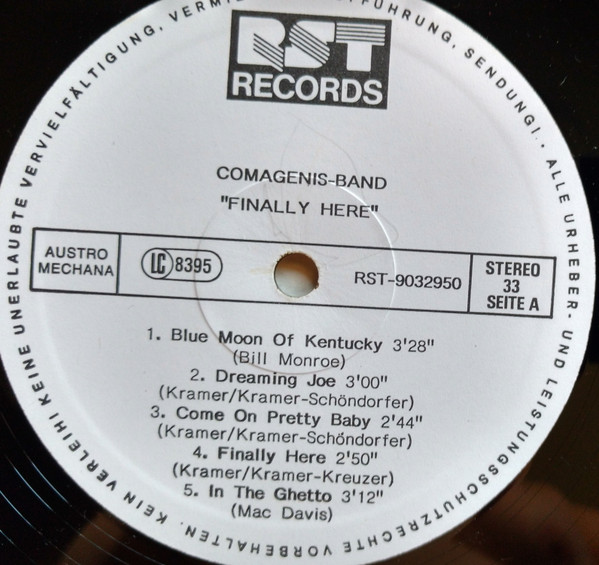 RST
RECORDS
COMAGENIS-BAND
"FINALLY HERE"
AUSTRO
MECHANA
LC 8395
RST-9032950
STEREO
33
SEITE A
1. Blue Moon Of Kentucky 3'28"
(Bill Monroe)
2. Dreaming Joe 3'00"
(Kramer/Kramer-Schöndorfer)
3. Come On Pretty Baby 2'44"
(Kramer/Kramer-Schöndorfer)
4. Finally Here 2'50"
(Kramer/Kramer-Kreuzer)
5. In The Ghetto 3'12"
(Mac Davis)
ALLE URHEBER- UND LEISTUNGSSCHUTZRECHTE VORBEHALTEN. KEIN VERLEIH! KEINE UNERLAUBTE VERVIELFÄLTIGUNG, SENDUNG!